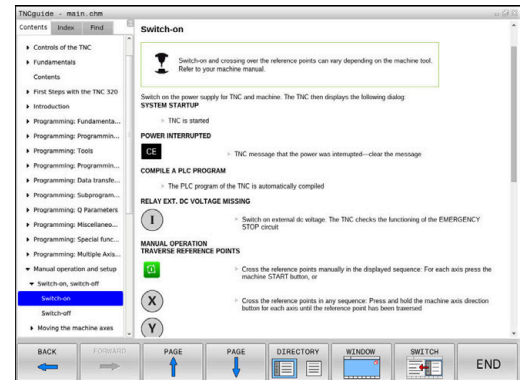 TNCguide - main.chm
Contents Index Find
Controls of the TNC
Fundamentals
Contents
First Steps with the TNC 320
Introduction
Programming: Fundamenta...
Programming: Programmin...
Programming: Tools
Programming: Programmin...
Programming: Data transfe...
Programming: Subprogram...
Programming: Q Parameters
Programming: Miscellaneo...
Programming: Special func...
Programming: Multiple Axis...
Manual operation and setup
Switch-on, switch-off
Switch-on
Switch-off
Moving the machine axes
Switch-on
Switch-on and crossing over the reference points can vary depending on the machine tool.
Refer to your machine manual.
Switch on the power supply for TNC and machine. The TNC then displays the following dialog:
SYSTEM STARTUP
TNC is started
POWER INTERRUPTED
CE
TNC message that the power was interrupted—clear the message
COMPILE A PLC PROGRAM
The PLC program of the TNC is automatically compiled
RELAY EXT. DC VOLTAGE MISSING
I
Switch on external dc voltage. The TNC checks the functioning of the EMERGENCY
STOP circuit
MANUAL OPERATION
TRAVERSE REFERENCE POINTS
Cross the reference points manually in the displayed sequence: For each axis press the
machine START button, or
X
Cross the reference points in any sequence: Press and hold the machine axis direction
button for each axis until the reference point has been traversed
Y
BACK FORWARD PAGE PAGE DIRECTORY WINDOW SWITCH END